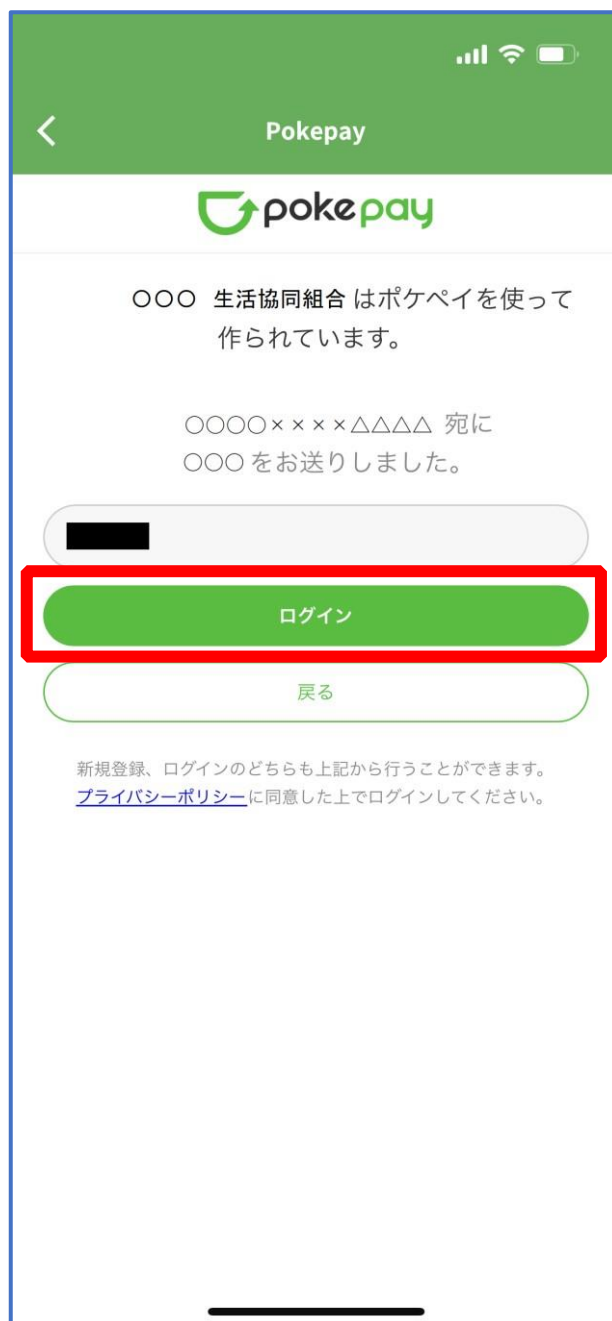 Pokepay
pokepay
○○○ 生活協同組合 はポケペイを使って
作られています。
○○○○××××△△△△ 宛に
○○○をお送りしました。
ログイン
戻る
新規登録、ログインのどちらも上記から行うことができます。
プライバシーポリシーに同意した上でログインしてください。